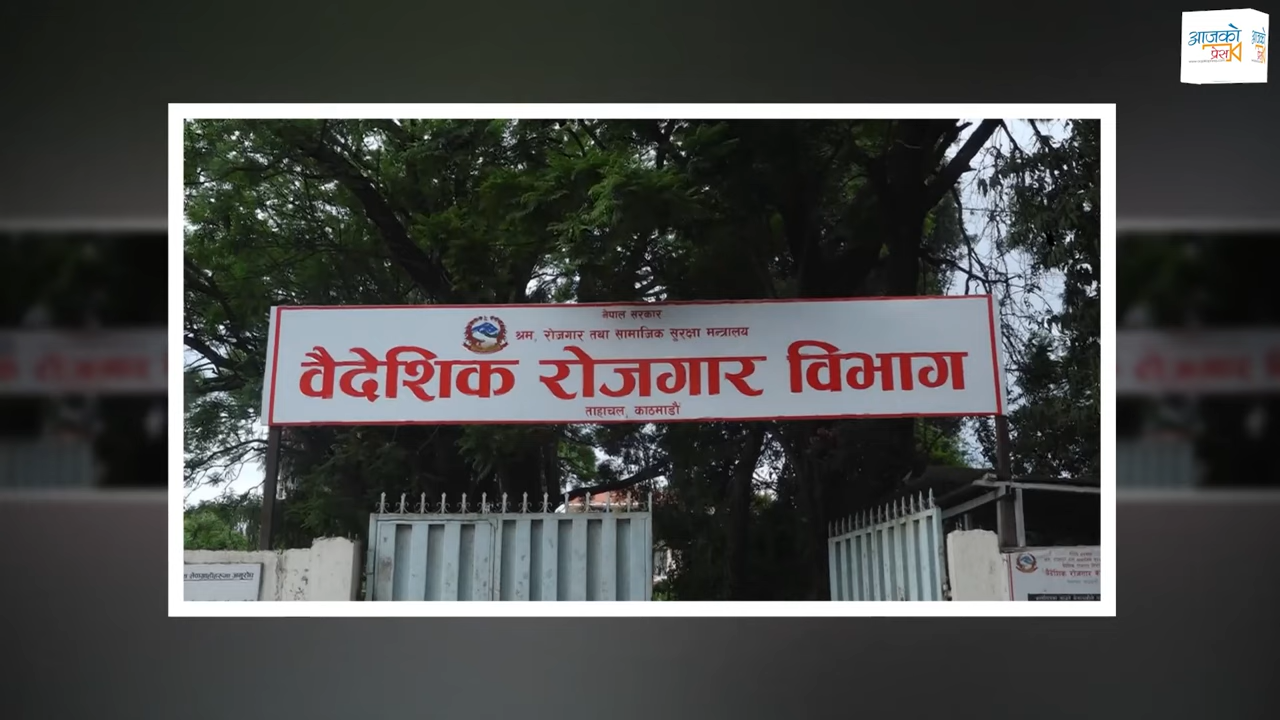 आजको
प्रेस
नेपाल सरकार
श्रम, रोजगार तथा सामाजिक सुरक्षा मन्त्रालय
वैदेशिक रोजगार विभाग
ताहाचल, काठमाडौं